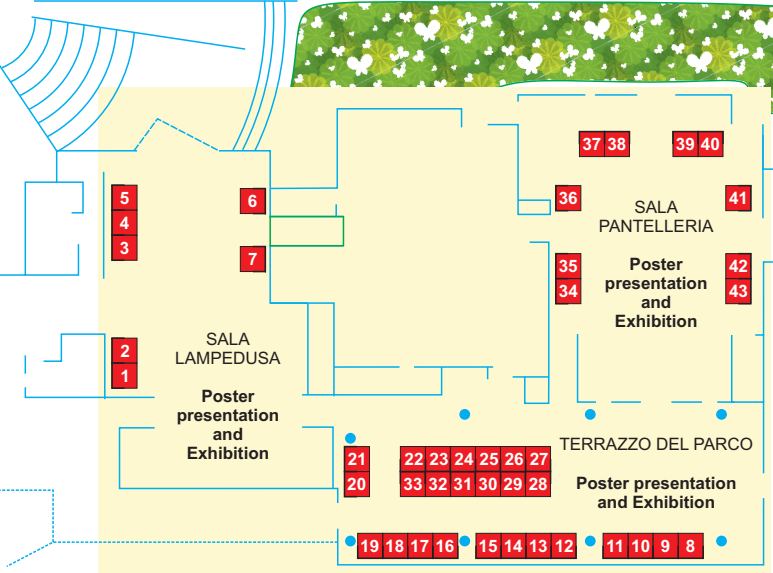 37 38
39 40
5
4
3
6
7
36
41
SALA
PANTELLERIA
35
34
Poster
presentation
and
Exhibition
42
43
2
1
SALA
LAMPEDUSA
Poster
presentation
and
Exhibition
21
20
22 23 24 25 26 27
33 32 31 30 29 28
TERRAZZO DEL PARCO
Poster presentation
and Exhibition
19 18 17 16
15 14 13 12
11 10 9 8